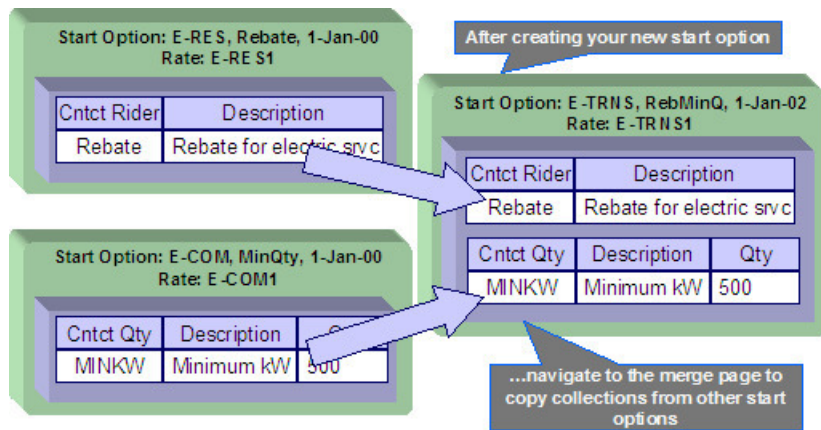 Start Option: E-RES, Rebate, 1-Jan-00
Rate: E-RES1
Cntct Rider Description
Rebate Rebate for electric srvc
After creating your new start option
Start Option: E-TRNS, RebMinQ, 1-Jan-02
Rate: E-TRNS1
Cntct Rider Description
Rebate Rebate for electric srvc
Cntct Qty Description Qty
MINKW Minimum kW 500
Start Option: E-COM, MinQty, 1-Jan-00
Rate: E-COM1
Cntct Qty Description
MINKW Minimum kW 500
...navigate to the merge page to
copy collections from other start
options